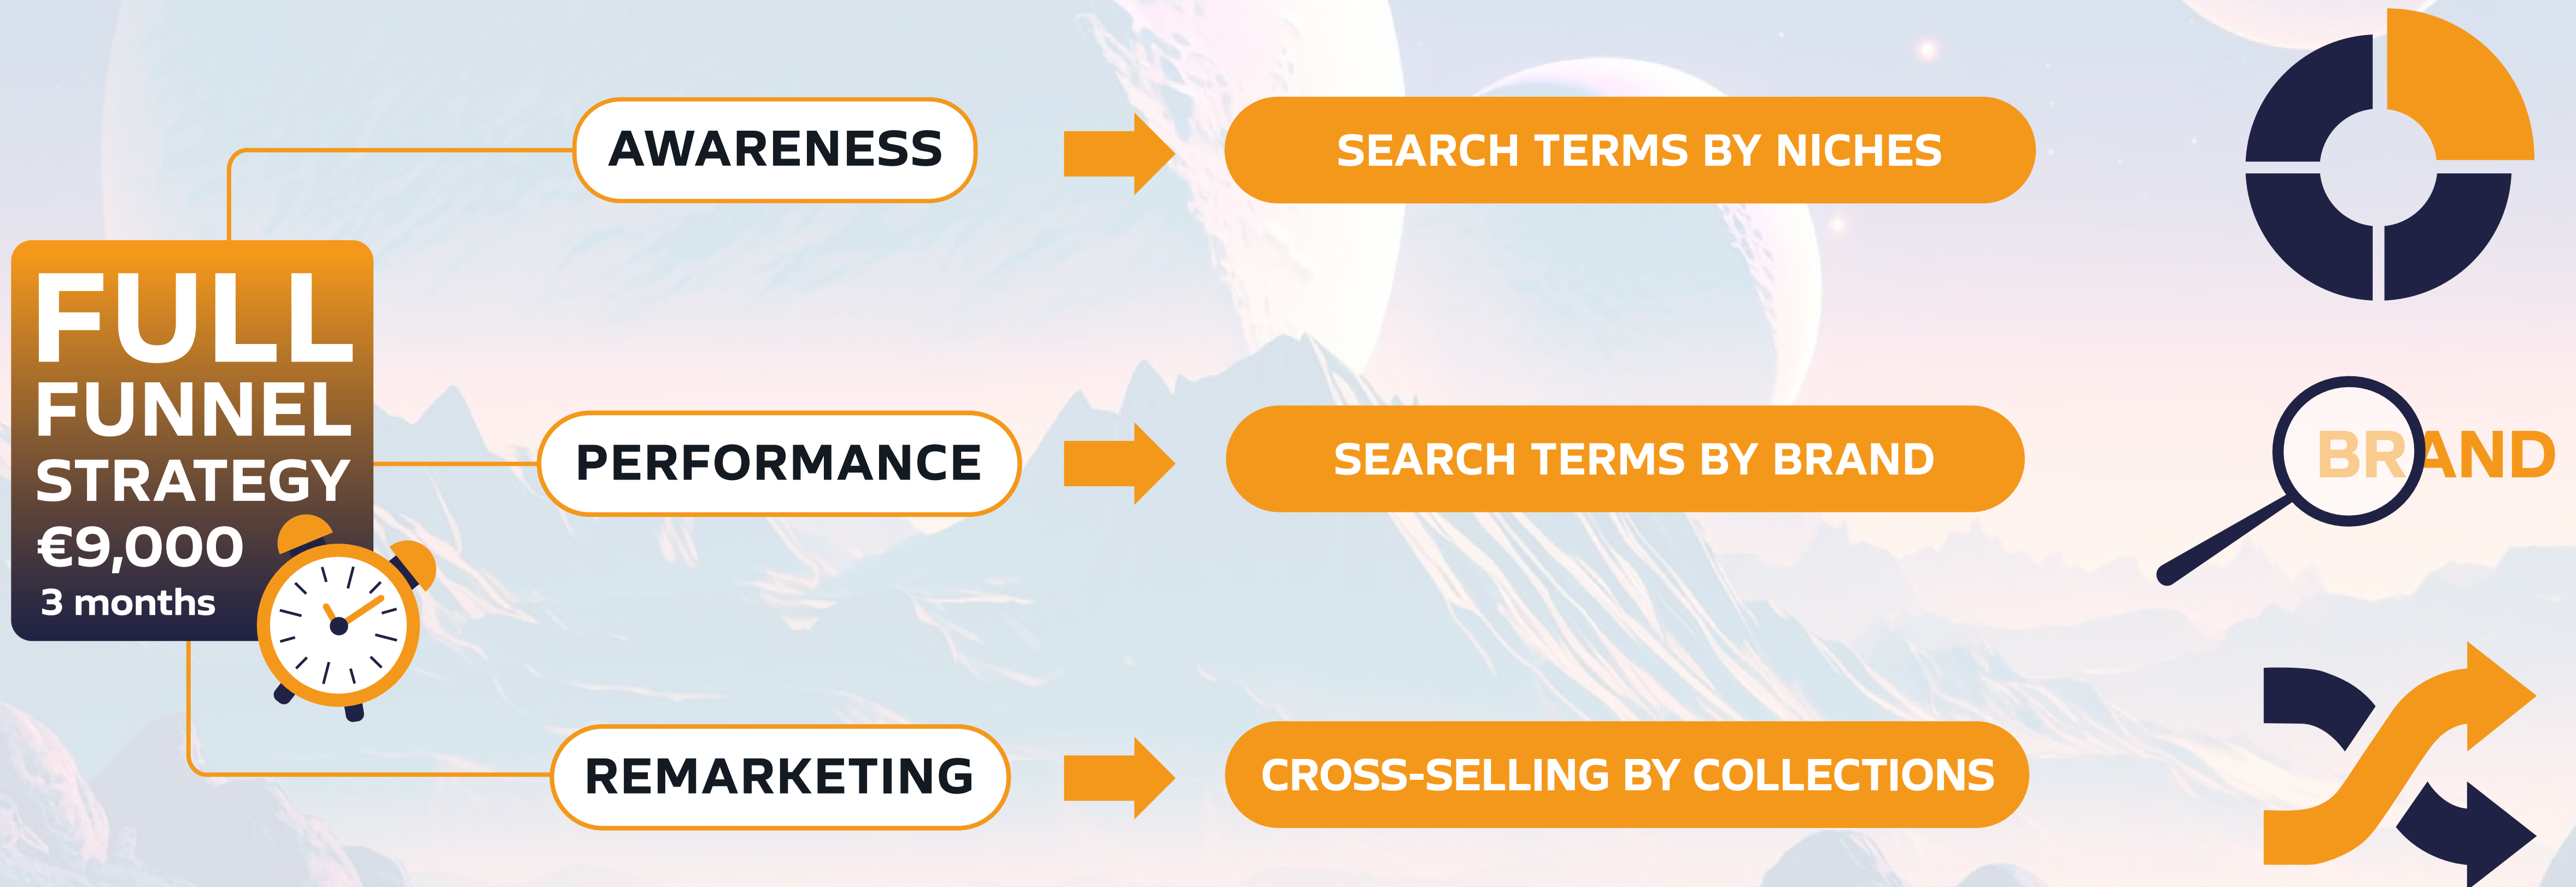 FULL
FUNNEL
STRATEGY
€9,000
3 months
AWARENESS
SEARCH TERMS BY NICHES
PERFORMANCE
SEARCH TERMS BY BRAND
BRAND
REMARKETING
CROSS-SELLING BY COLLECTIONS